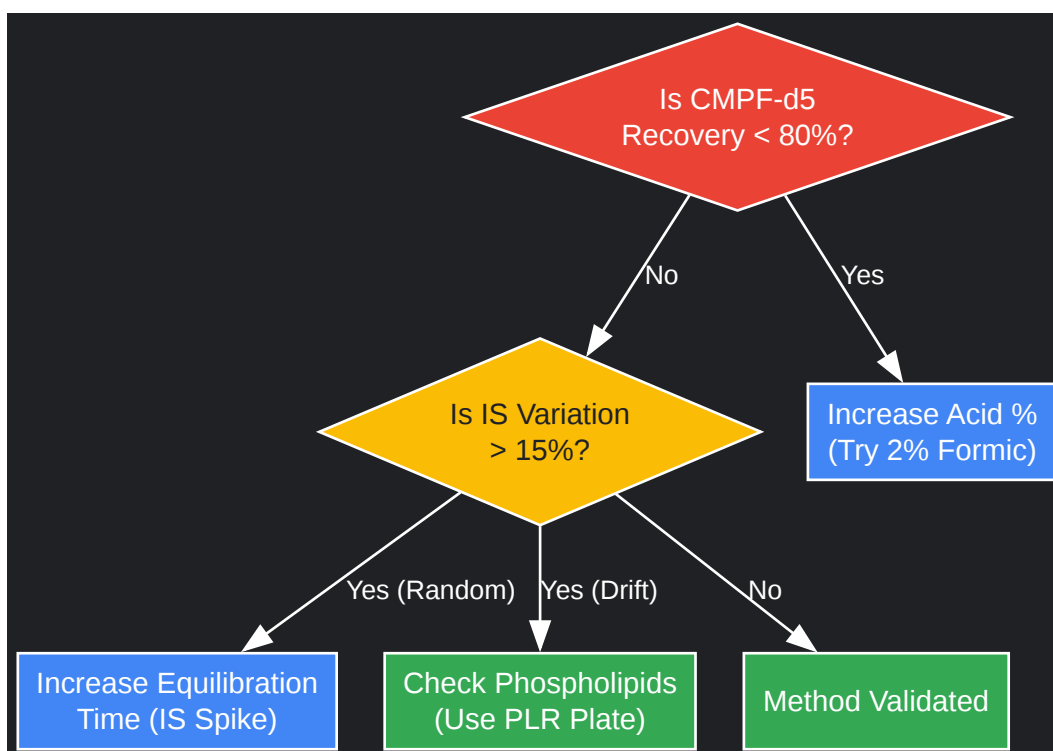 Is CMPF-d5
Recovery < 80%?
No
Yes
Is IS Variation
> 15%?
Increase Acid %
(Try 2% Formic)
Yes (Random)
Yes (Drift)
No
Increase Equilibration
Time (IS Spike)
Check Phospholipids
(Use PLR Plate)
Method Validated